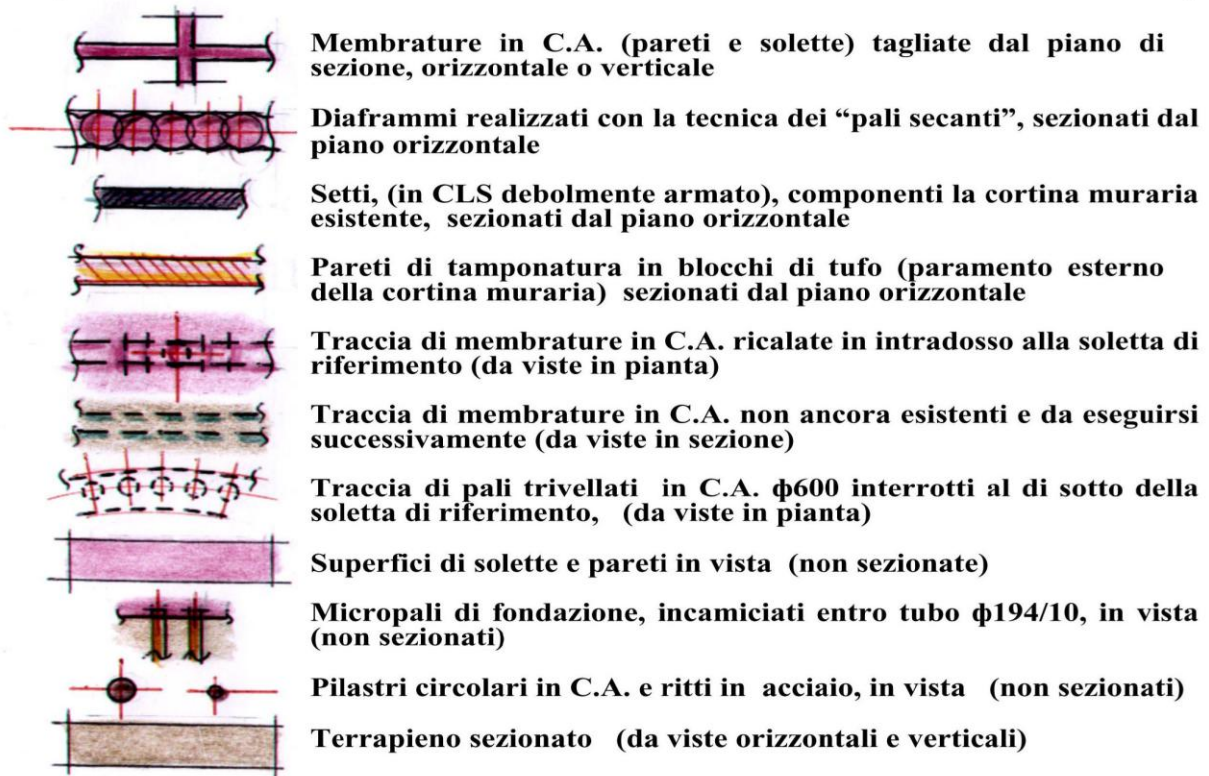 Membrature in C.A. (pareti e solette) tagliate dal piano di
sezione, orizzontale o verticale
Diaframmi realizzati con la tecnica dei “pali secanti”, sezionati dal
piano orizzontale
Setti, (in CLS debolmente armato), componenti la cortina muraria
esistente, sezionati dal piano orizzontale
Pareti di tamponatura in blocchi di tufo (paramento esterno
della cortina muraria) sezionati dal piano orizzontale
Traccia di membrature in C.A. ricalate in intradosso alla soletta di
riferimento (da viste in pianta)
Traccia di membrature in C.A. non ancora esistenti e da eseguirsi
successivamente (da viste in sezione)
Traccia di pali trivellati in C.A. ϕ600 interrotti al di sotto della
soletta di riferimento, (da viste in pianta)
Superfici di solette e pareti in vista (non sezionate)
Micropali di fondazione, incamiciati entro tubo ϕ194/10, in vista
(non sezionati)
Pilastri circolari in C.A. e ritti in acciaio, in vista (non sezionati)
Terrapieno sezionato (da viste orizzontali e verticali)